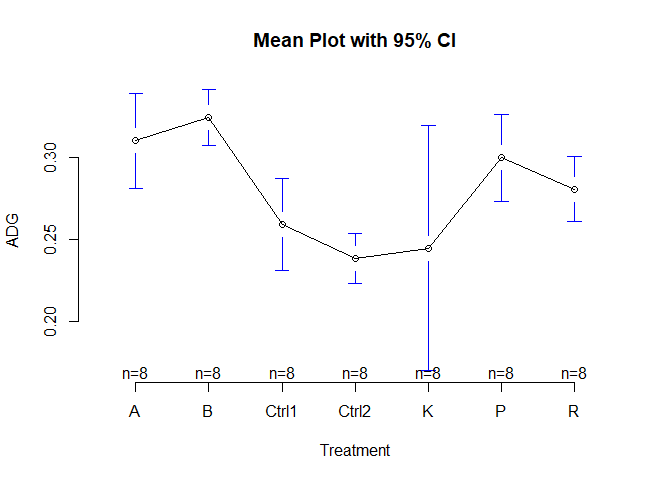 Mean Plot with 95% CI
ADG
0.30
0.25
0.20
n=8 n=8 n=8 n=8 n=8 n=8 n=8
A B Ctrl1 Ctrl2 K P R
Treatment